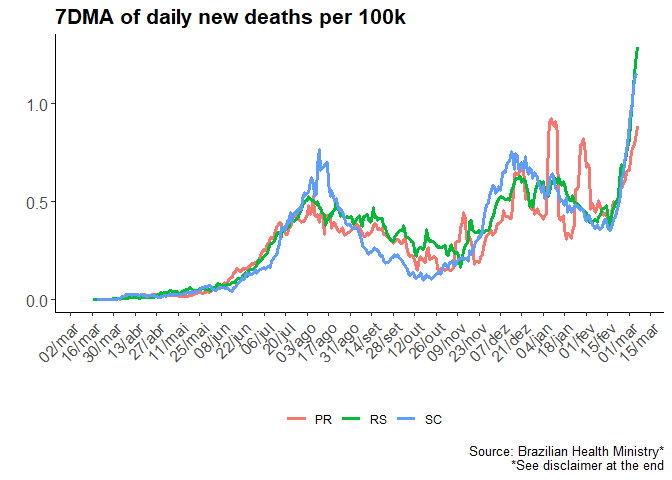 7DMA of daily new deaths per 100k
1.0
0.5
0.0
02/mar
16/mar
30/mar
13/abr
27/abr
11/mai
25/mai
08/jun
22/jun
06/jul
20/jul
03/ago
17/ago
31/ago
14/set
28/set
12/out
26/out
09/nov
23/nov
07/dez
21/dez
04/jan
18/jan
01/fev
15/fev
01/mar
15/mar
PR RS SC
Source: Brazilian Health Ministry*
*See disclaimer at the end